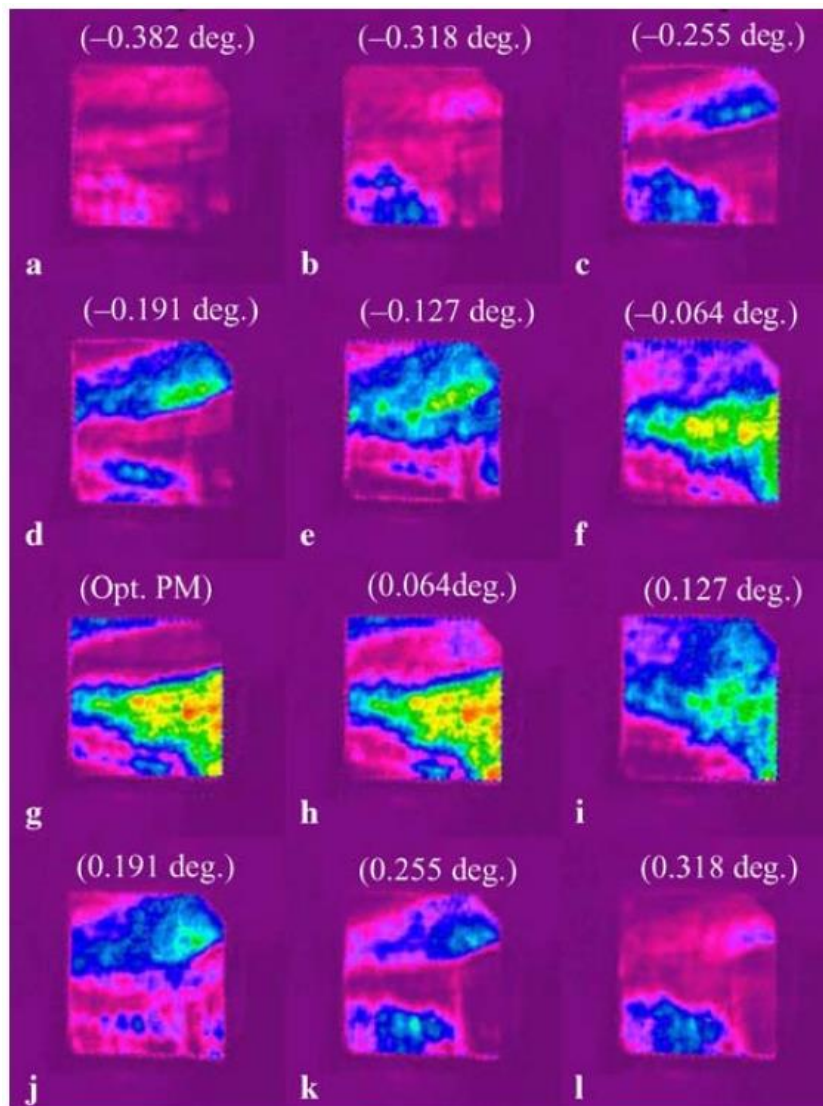 (–0.382 deg.) (–0.318 deg.) (–0.255 deg.)
a b c
(–0.191 deg.) (–0.127 deg.) (–0.064 deg.)
d e f
(Opt. PM) (0.064deg.) (0.127 deg.)
g h i
(0.191 deg.) (0.255 deg.) (0.318 deg.)
j k l